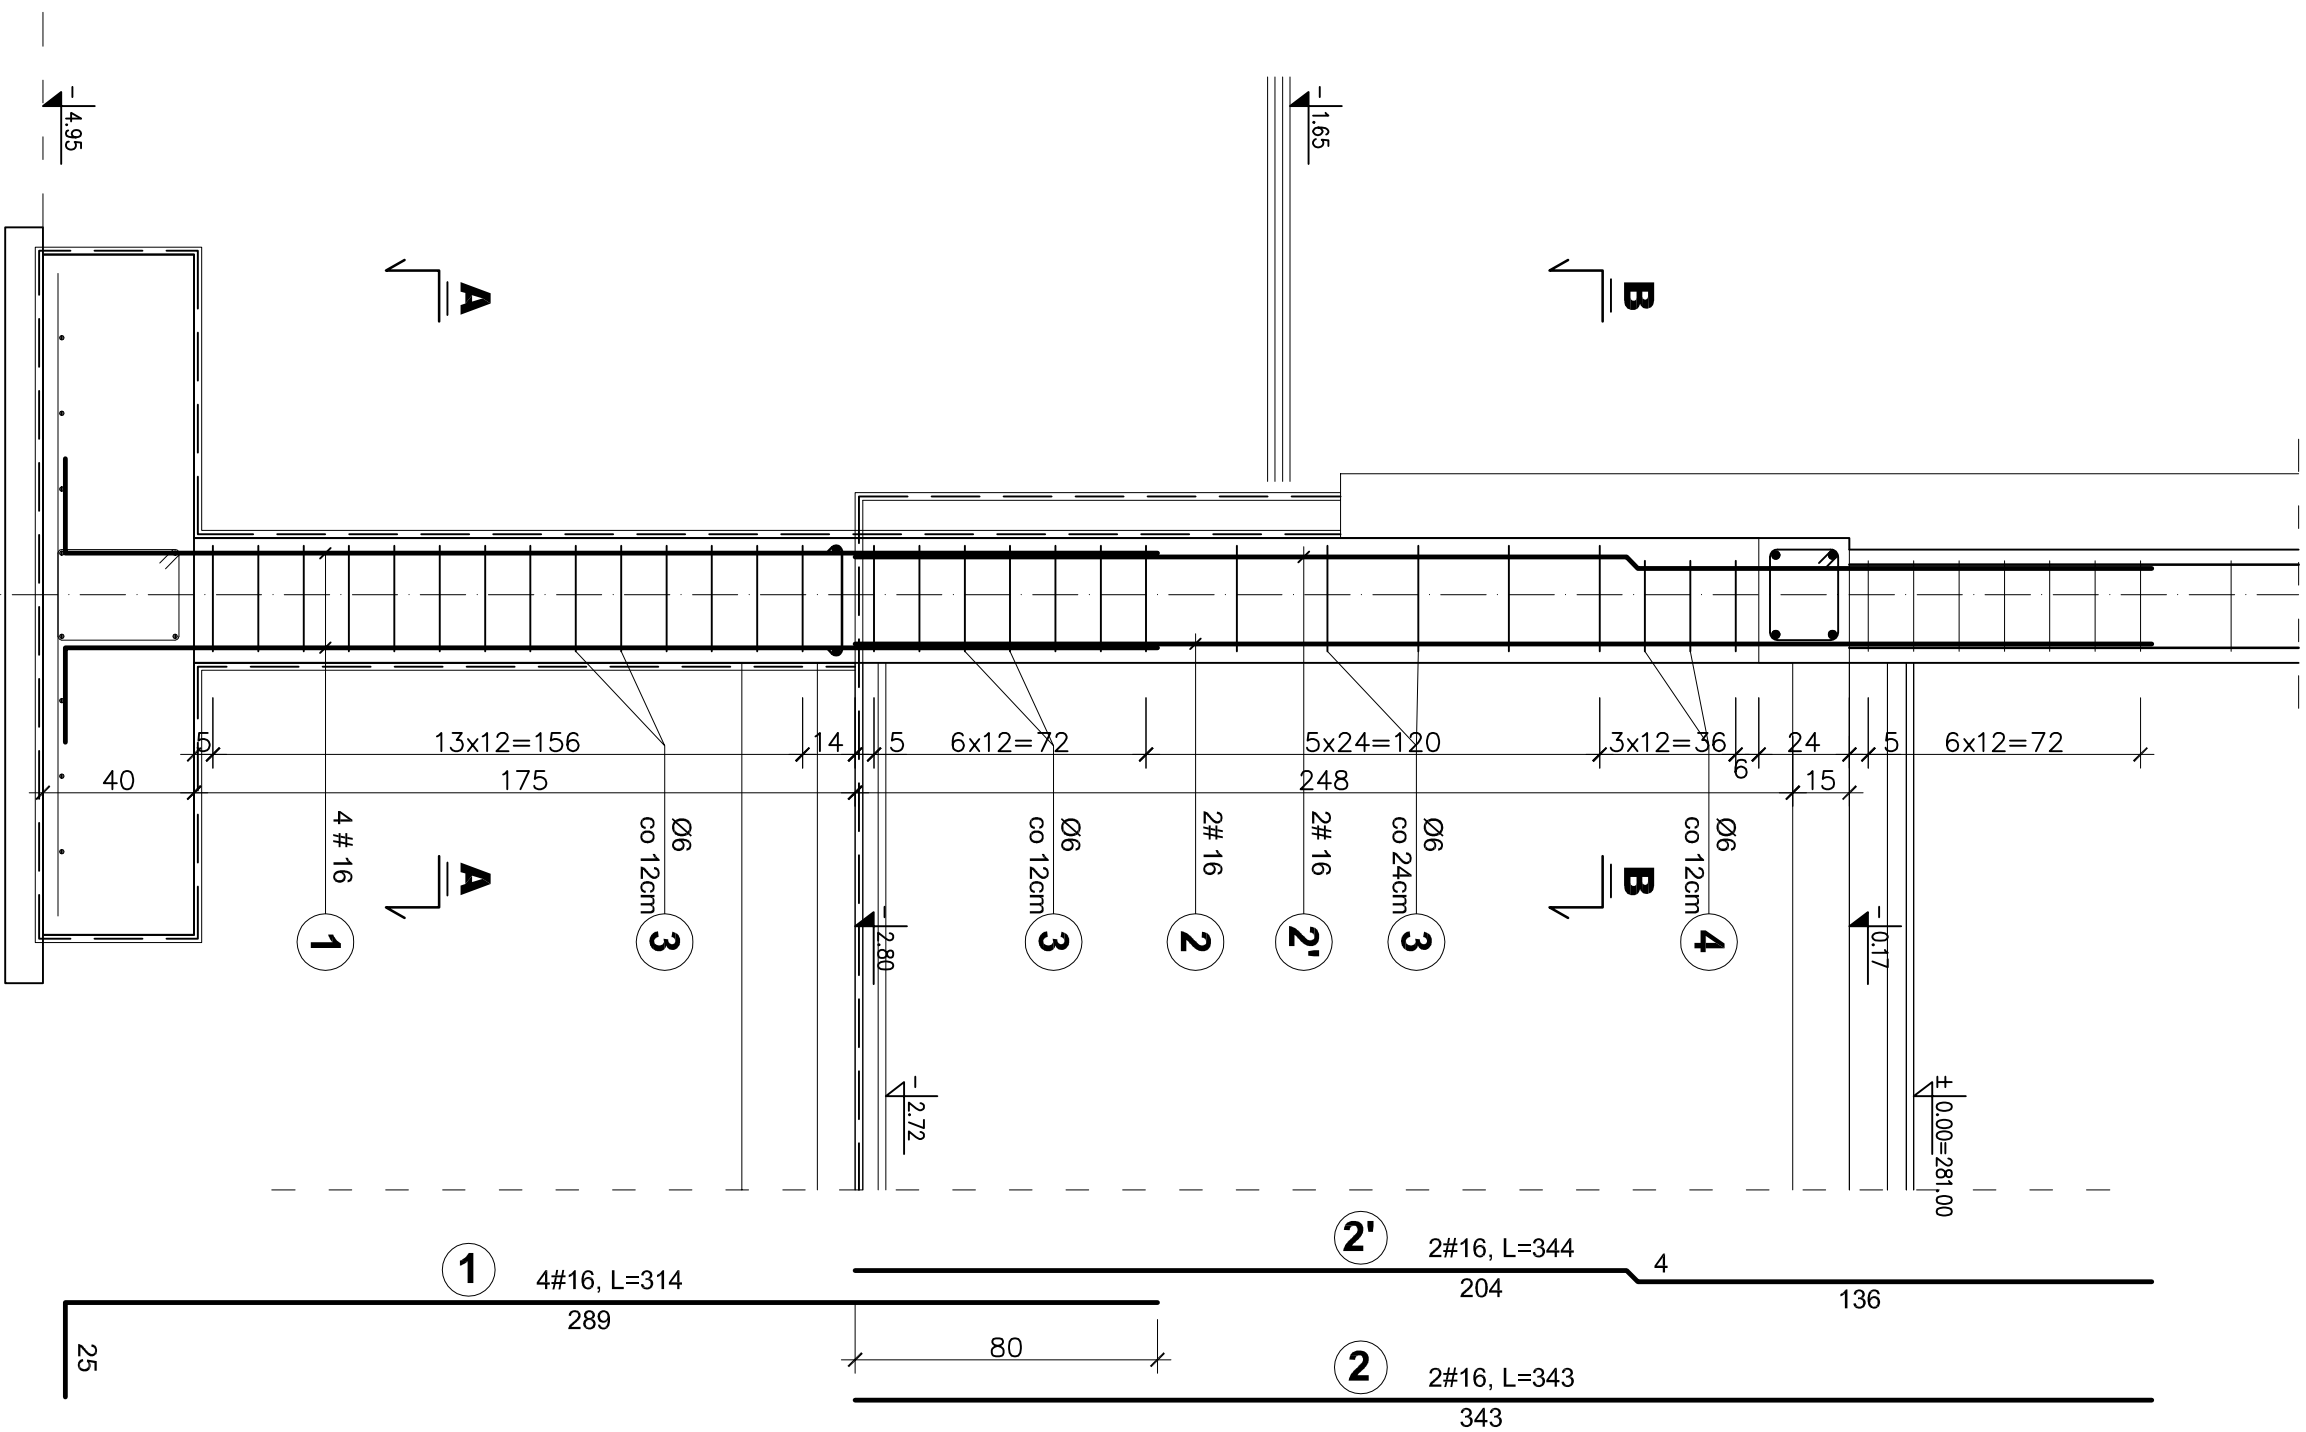 -
4.95
-
1.65
A
B
5
13x12=156
14
5
6x12=72
5x24=120
3x12=36
24
5
6x12=72
6
40
175
248
15
4 # 16
Ø6
co 12cm
Ø6
co 12cm
2# 16
2# 16
Ø6
co 24cm
Ø6
co 12cm
A
B
1
3
3
2
2'
3
4
-
2.80
-
0.17
-
2.72
±
0.00=281.00
2'
2#16, L=344
4
204
136
1
4#16, L=314
289
25
80
2
2#16, L=343
343